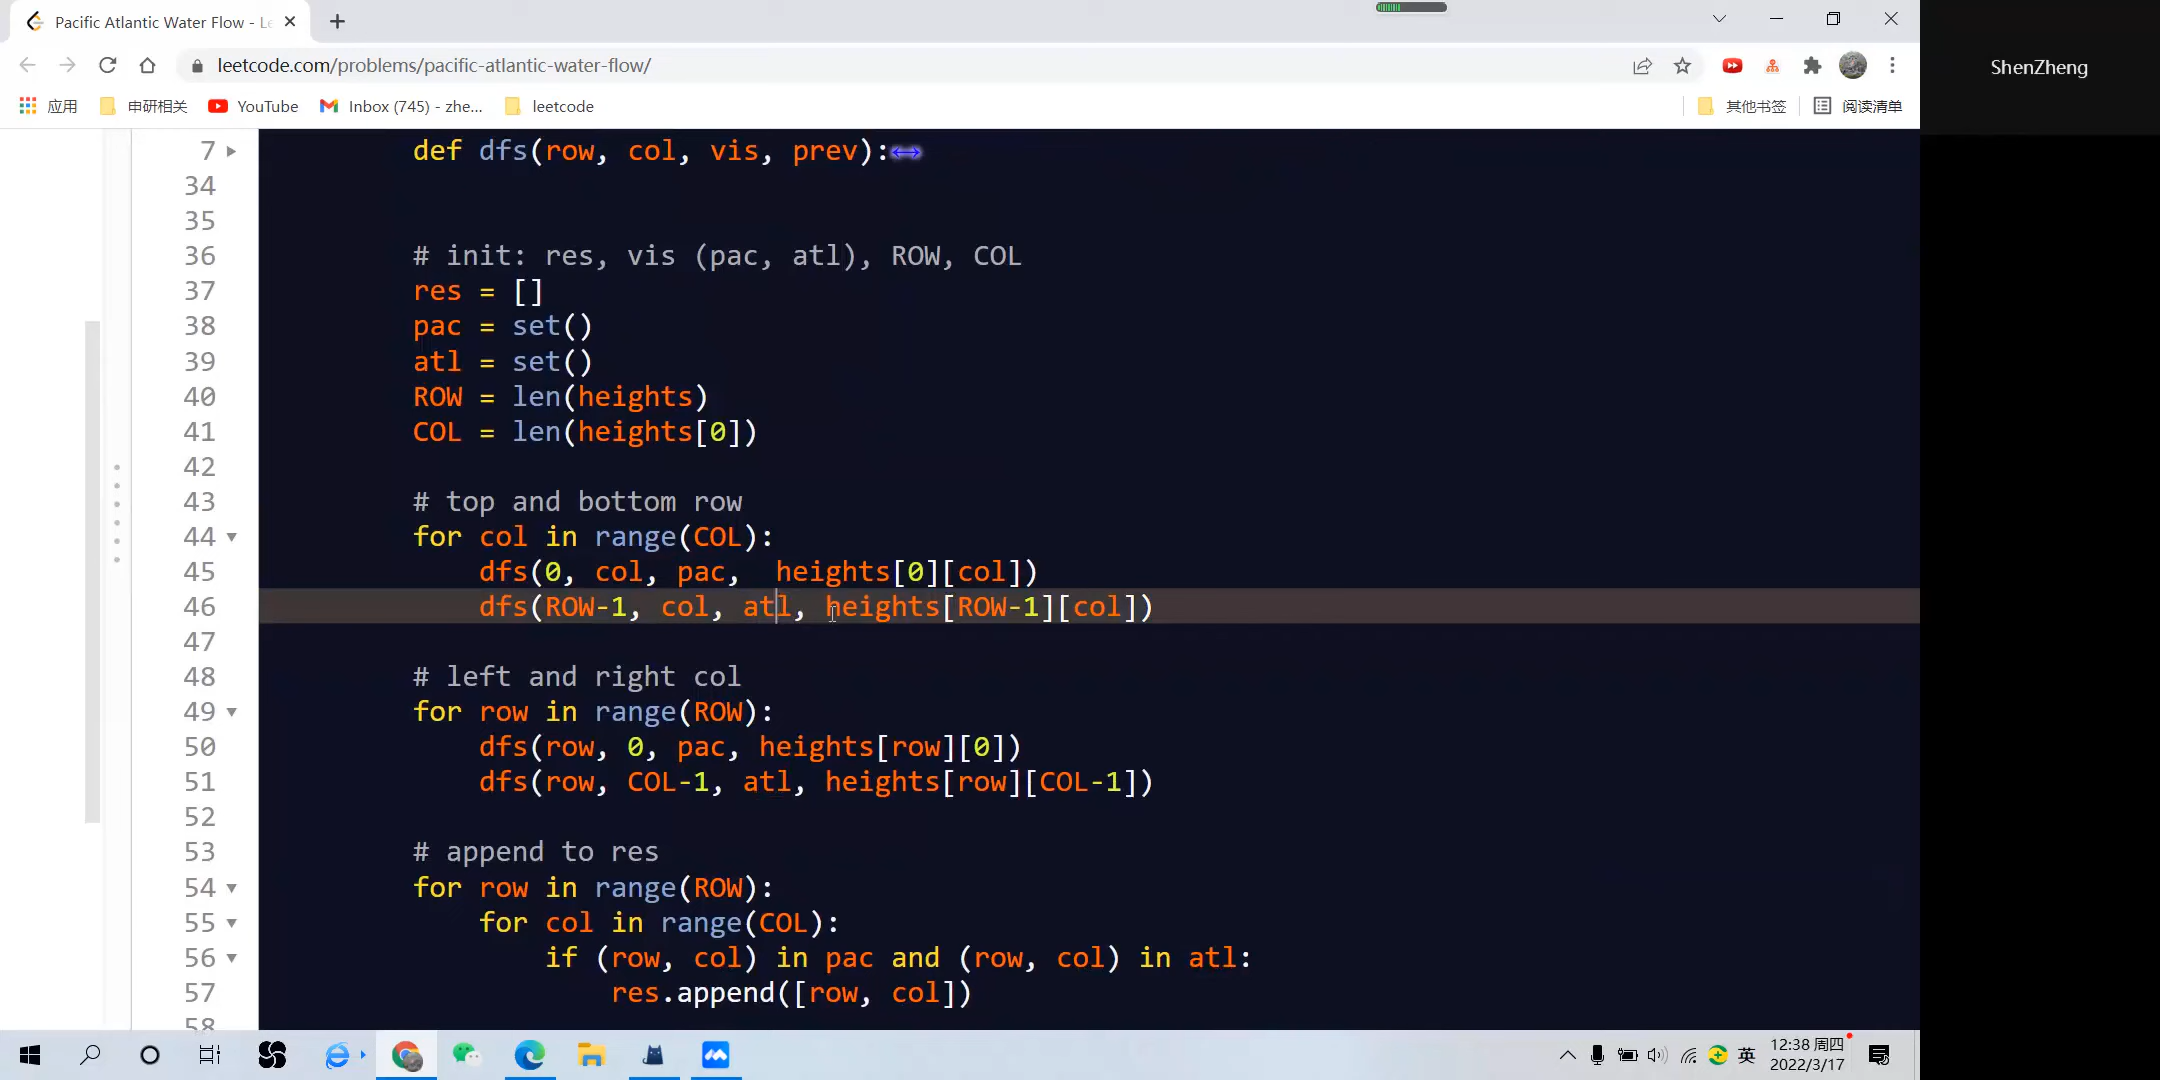 Pacific Atlantic Water Flow - Le
leetcode.com/problems/pacific-atlantic-water-flow/
ShenZheng
应用 申研相关 YouTube Inbox (745) - zhe... leetcode 其他书签 阅读清单
7 def dfs(row, col, vis, prev):
34
35
36 # init: res, vis (pac, atl), ROW, COL
37 res = []
38 pac = set()
39 atl = set()
40 ROW = len(heights)
41 COL = len(heights[0])
42
43 # top and bottom row
44 for col in range(COL):
45 dfs(0, col, pac,  heights[0][col])
46 dfs(ROW-1, col, atl, heights[ROW-1][col])
47
48 # left and right col
49 for row in range(ROW):
50 dfs(row, 0, pac, heights[row][0])
51 dfs(row, COL-1, atl, heights[row][COL-1])
52
53 # append to res
54 for row in range(ROW):
55 for col in range(COL):
56 if (row, col) in pac and (row, col) in atl:
57 res.append([row, col])
58
英 12:38 周四
2022/3/17